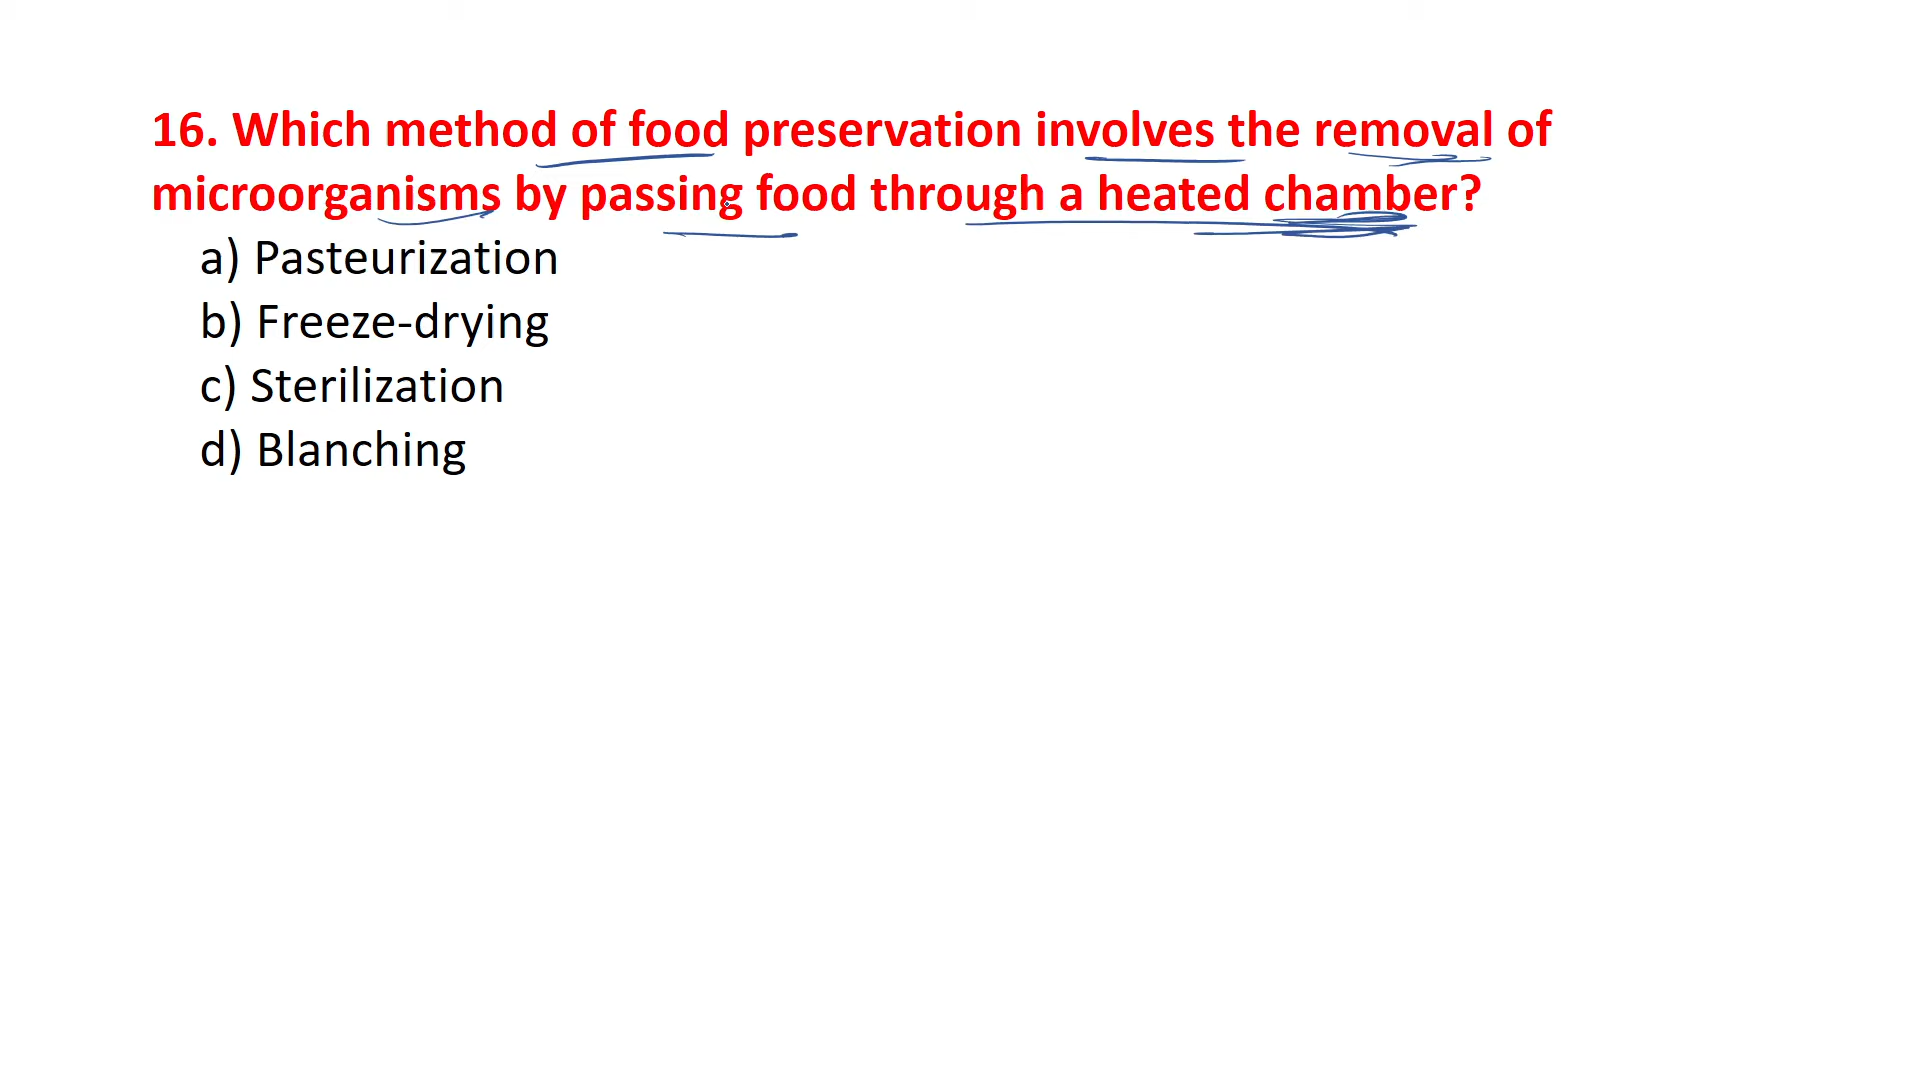 16. Which method of food preservation involves the removal of
microorganisms by passing food through a heated chamber?
a) Pasteurization
b) Freeze-drying
c) Sterilization
d) Blanching